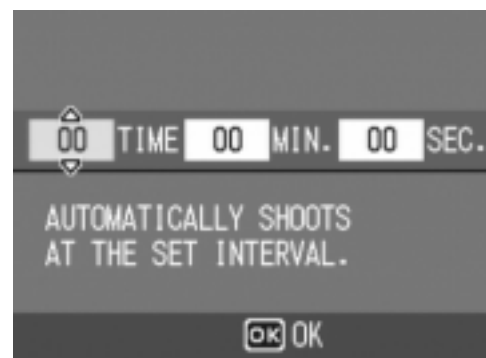 00 TIME 00 MIN. 00 SEC.
AUTOMATICALLY SHOOTS
AT THE SET INTERVAL.
OK OK